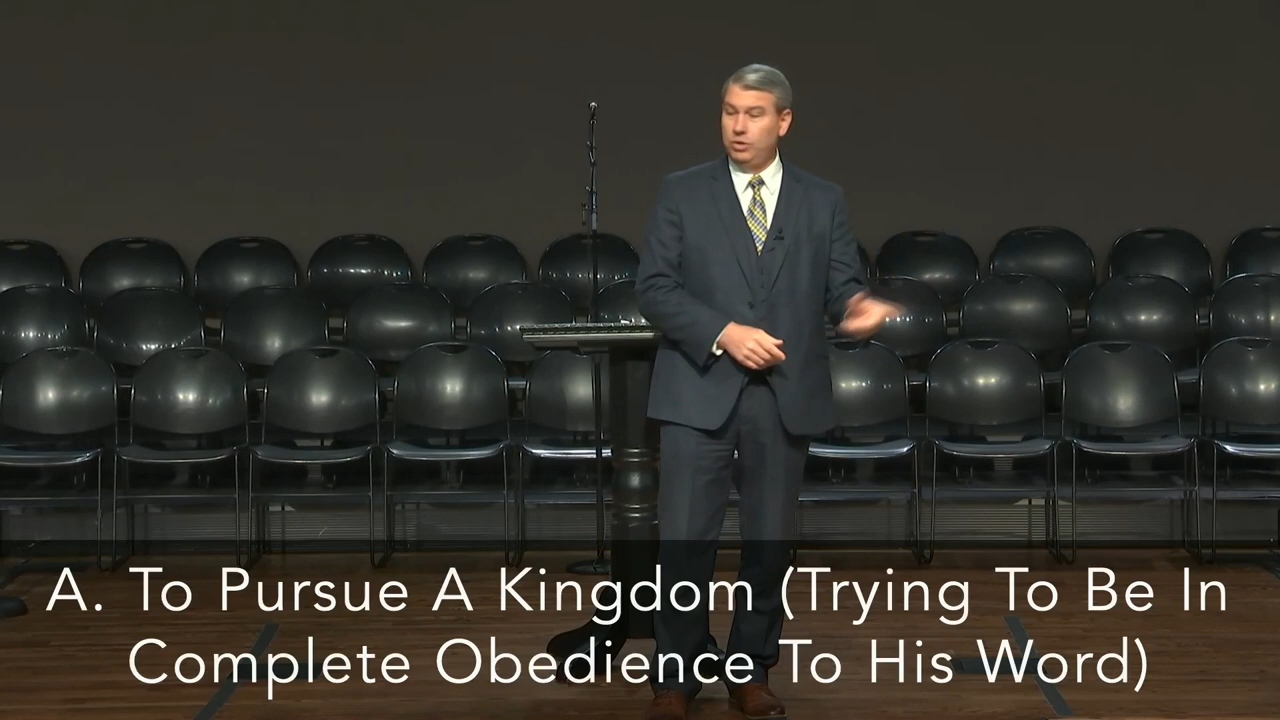 A. To Pursue A Kingdom (Trying To Be In
Complete Obedience To His Word)